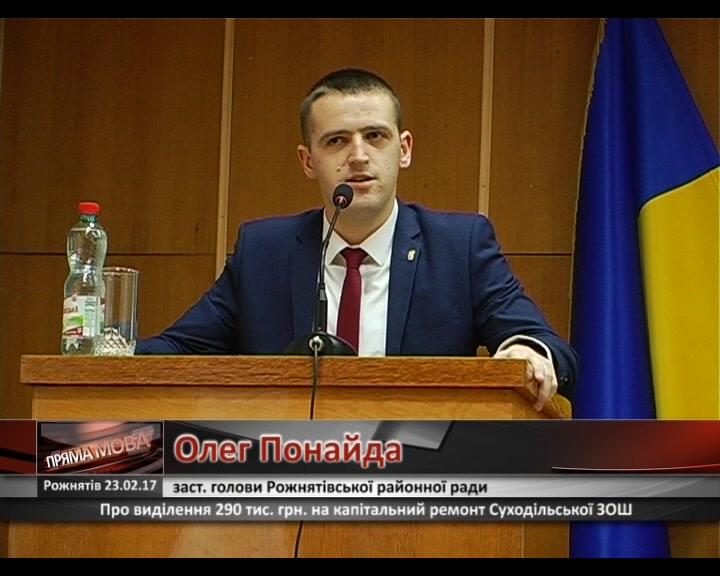 Олег Понайда
ПРЯМА МОВА
Рожнятів 23.02.17
заст. голови Рожнятівської районної ради
Про виділення 290 тис. грн. на капітальний ремонт Суходільської ЗОШ